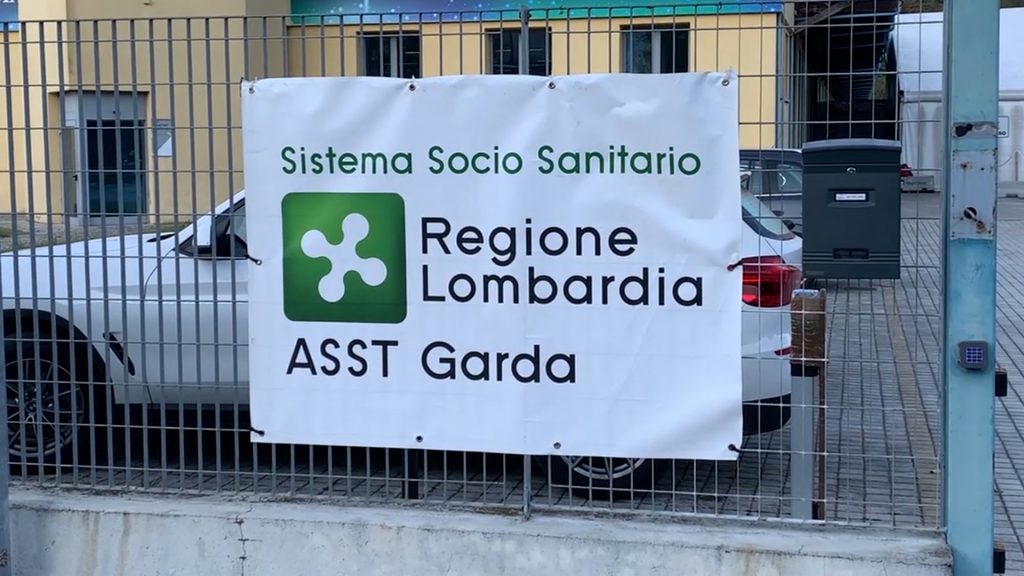 Sistema Socio Sanitario
Regione
Lombardia
ASST Garda